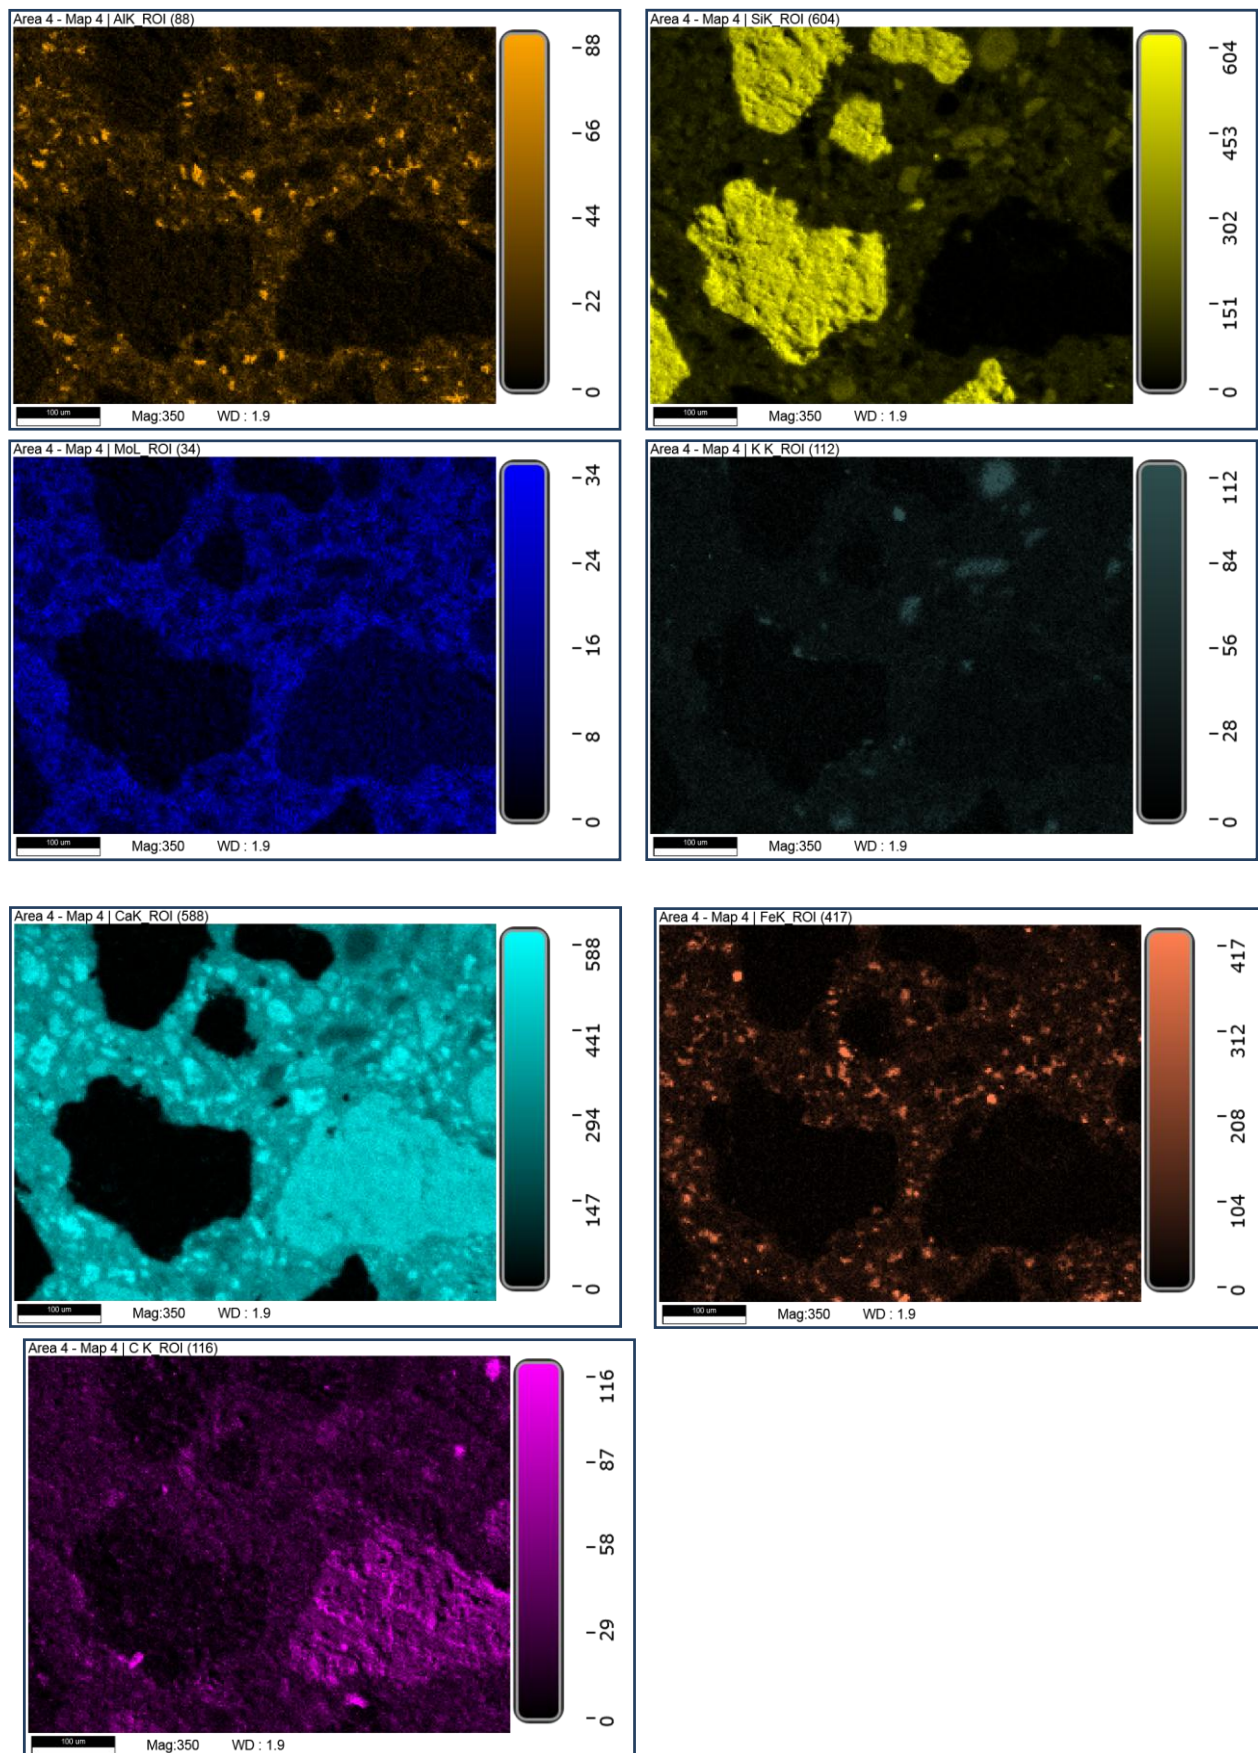 Area 4 - Map 4 | AlK_ROI (88)
88
66
44
22
0
100 um Mag:350 WD : 1.9
Area 4 - Map 4 | SiK_ROI (604)
604
453
302
151
0
100 um Mag:350 WD : 1.9
Area 4 - Map 4 | MoL_ROI (34)
34
24
16
8
0
100 um Mag:350 WD : 1.9
Area 4 - Map 4 | K K_ROI (112)
112
84
56
28
0
100 um Mag:350 WD : 1.9
Area 4 - Map 4 | CaK_ROI (588)
588
441
294
147
0
100 um Mag:350 WD : 1.9
Area 4 - Map 4 | FeK_ROI (417)
417
312
208
104
0
100 um Mag:350 WD : 1.9
Area 4 - Map 4 | C K_ROI (116)
116
87
58
29
0
100 um Mag:350 WD : 1.9